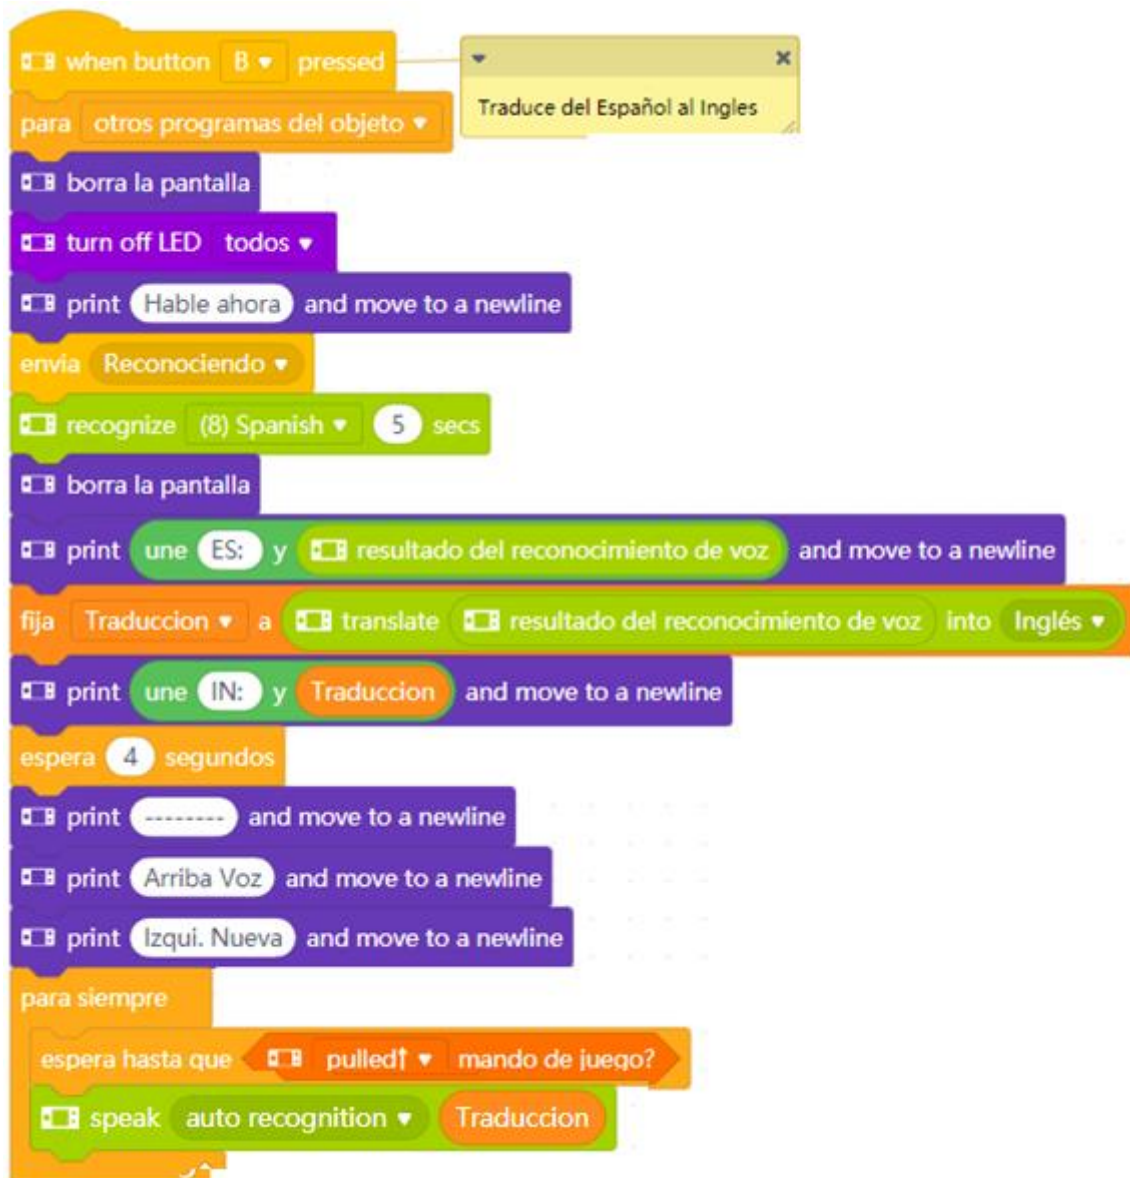 when button B pressed
Traduce del Español al Ingles
para otros programas del objeto
borra la pantalla
turn off LED todos
print Hable ahora and move to a newline
envía Reconociendo
recognize (8) Spanish 5 secs
borra la pantalla
print une ES: y resultado del reconocimiento de voz and move to a newline
fija Traduccion a translate resultado del reconocimiento de voz into Inglés
print une IN: y Traduccion and move to a newline
espera 4 segundos
print -------- and move to a newline
print Arriba Voz and move to a newline
print Izqui. Nueva and move to a newline
para siempre
espera hasta que pulled↑ mando de juego?
speak auto recognition Traduccion